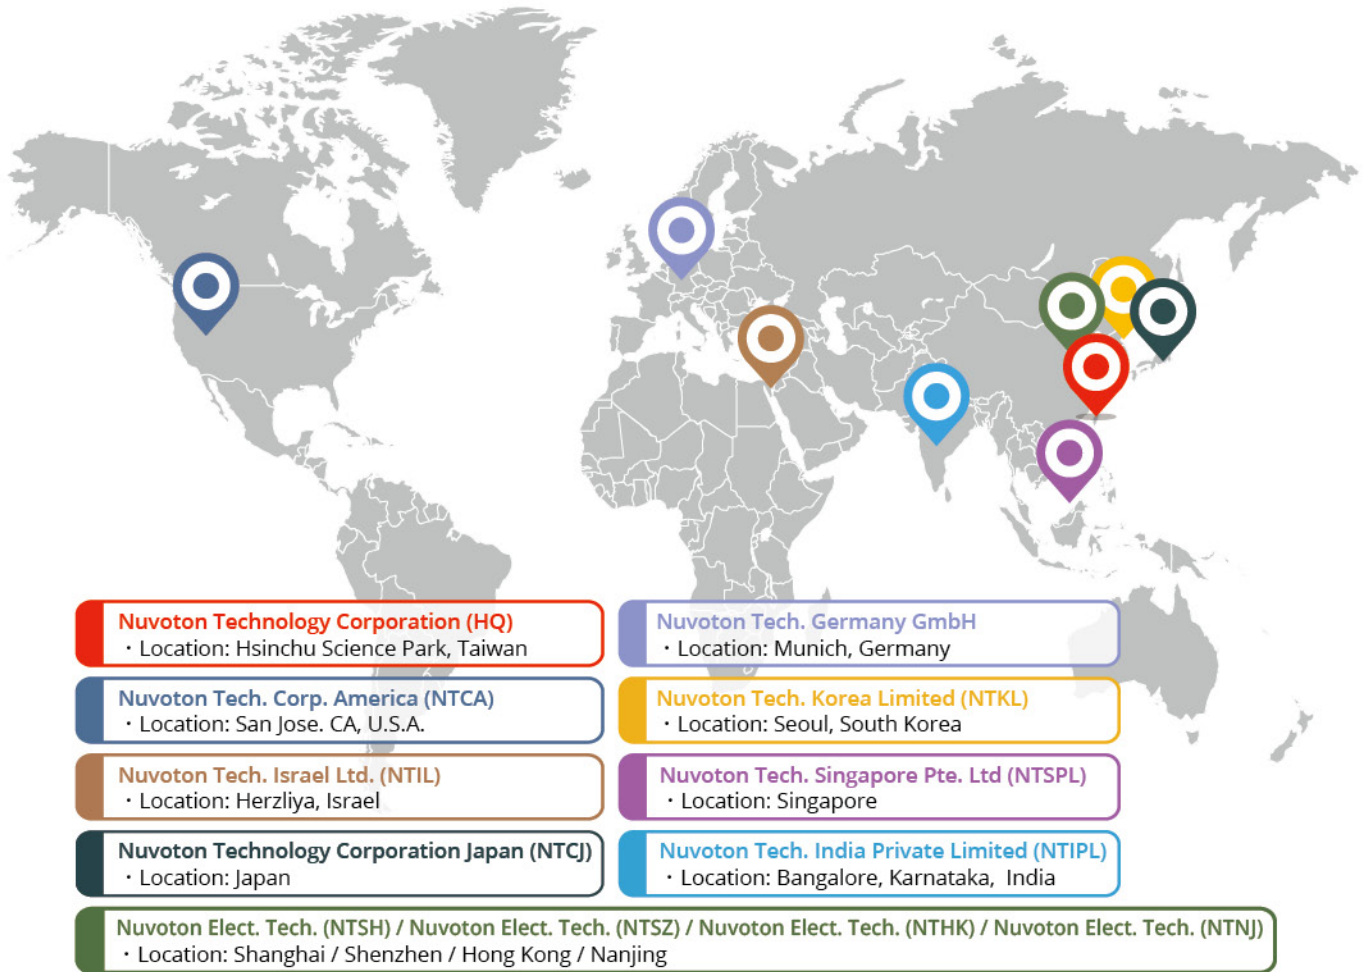 Nuvoton Technology Corporation (HQ)
· Location: Hsinchu Science Park, Taiwan
Nuvoton Tech. Germany GmbH
· Location: Munich, Germany
Nuvoton Tech. Corp. America (NTCA)
· Location: San Jose. CA, U.S.A.
Nuvoton Tech. Korea Limited (NTKL)
· Location: Seoul, South Korea
Nuvoton Tech. Israel Ltd. (NTIL)
· Location: Herzliya, Israel
Nuvoton Tech. Singapore Pte. Ltd (NTSPL)
· Location: Singapore
Nuvoton Technology Corporation Japan (NTCJ)
· Location: Japan
Nuvoton Tech. India Private Limited (NTIPL)
· Location: Bangalore, Karnataka, India
Nuvoton Elect. Tech. (NTSH) / Nuvoton Elect. Tech. (NTSZ) / Nuvoton Elect. Tech. (NTHK) / Nuvoton Elect. Tech. (NTNJ)
· Location: Shanghai / Shenzhen / Hong Kong / Nanjing